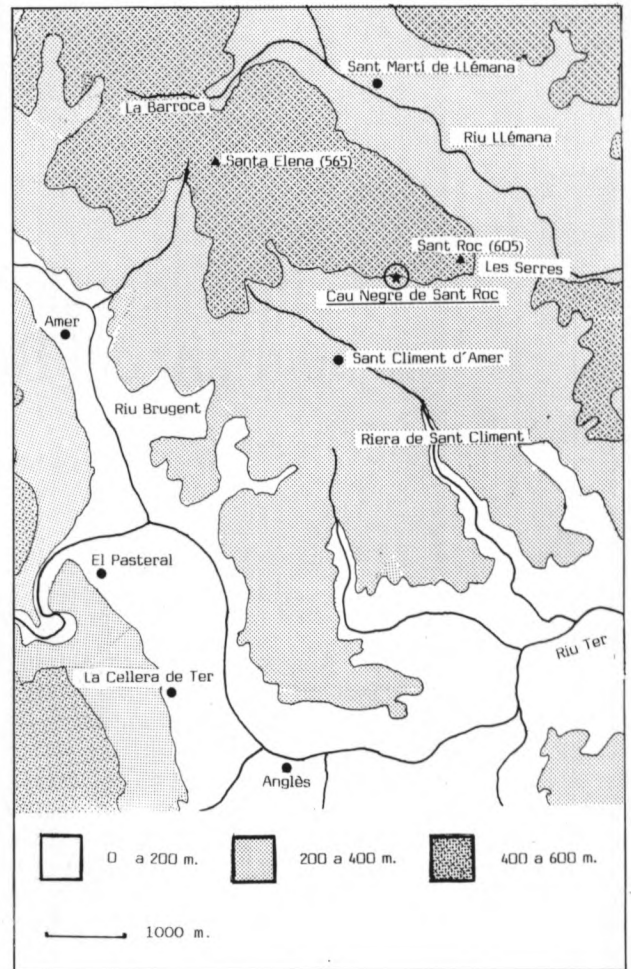 Sant Martí de LLémana
La Barroca
Riu LLémana
Santa Elena (565)
Sant Roc (605)
Les Serres
Cau Negre de Sant Roc
Amer
Sant Climent d'Amer
Riu Brugent
Riera de Sant Climent
El Pasteral
Riu Ter
La Cellera de Ter
Anglès
0 a 200 m.
200 a 400 m.
400 a 600 m.
1000 m.